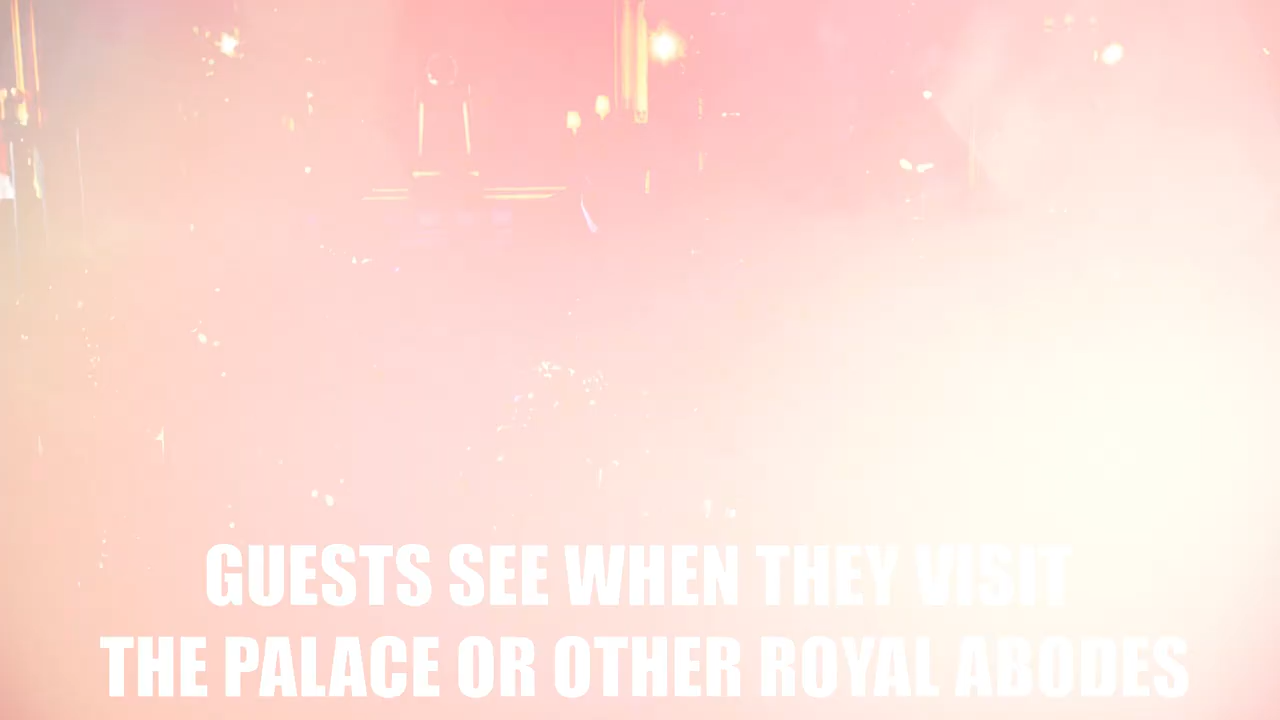 GUESTS SEE WHEN THEY VISIT
THE PALACE OR OTHER ROYAL ABODES